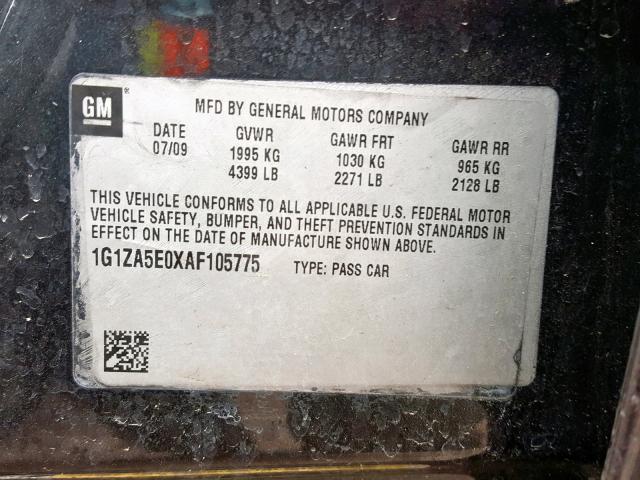 GM ®
MFD BY GENERAL MOTORS COMPANY
DATE GVWR GAWR FRT GAWR RR
07/09 1995 KG 1030 KG 965 KG
4399 LB 2271 LB 2128 LB
THIS VEHICLE CONFORMS TO ALL APPLICABLE U.S. FEDERAL MOTOR
VEHICLE SAFETY, BUMPER, AND THEFT PREVENTION STANDARDS IN
EFFECT ON THE DATE OF MANUFACTURE SHOWN ABOVE.
1G1ZA5E0XAF105775 TYPE: PASS CAR